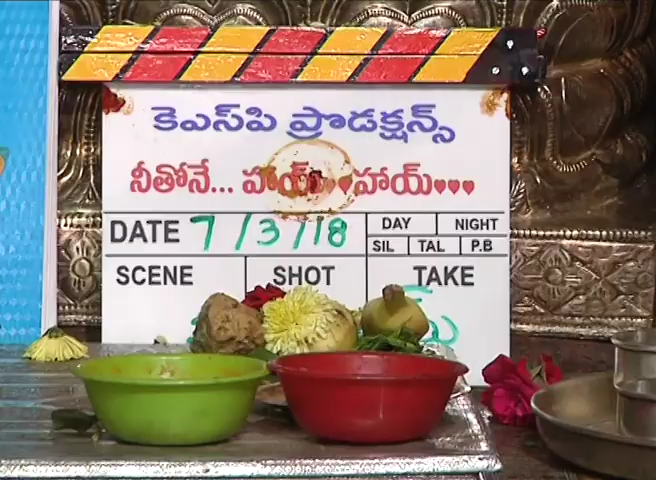 కెఎస్‌పి ప్రొడక్షన్స్
నీతోనే... హాయ్ హాయ్...
DATE 7/3/18 DAY NIGHT
SIL TAL P.B
SCENE SHOT TAKE